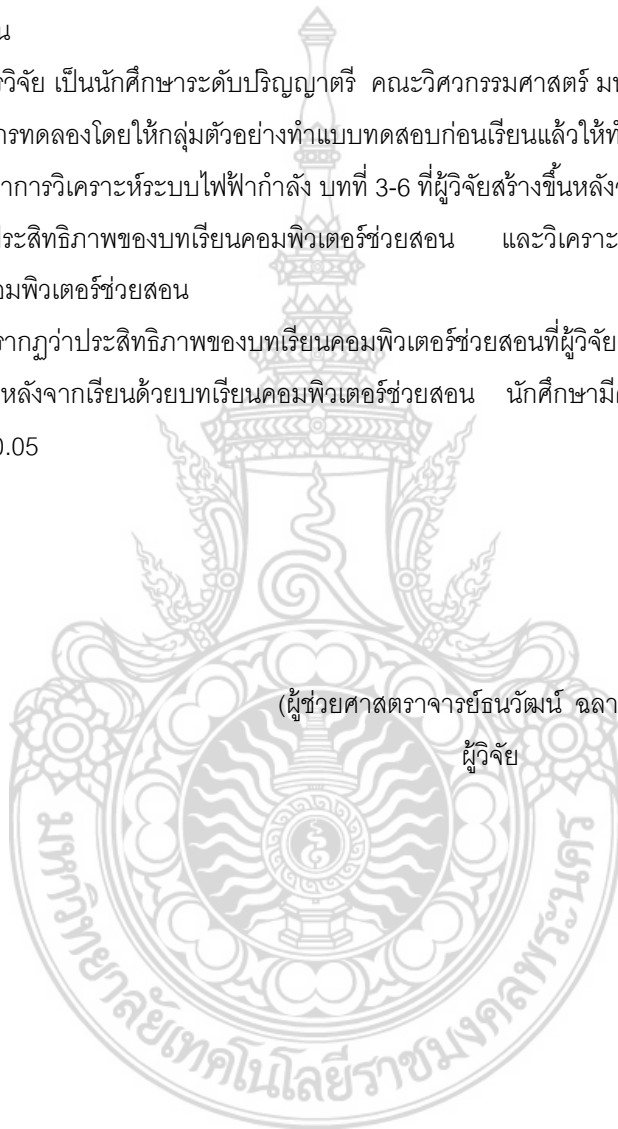 น
รวิจัย เป็นนักศึกษาระดับปริญญาตรี คณะวิศวกรรมศาสตร์ มห
ารทดลองโดยให้กลุ่มตัวอย่างทำแบบทดสอบก่อนเรียนแล้วให้ทำ
าการวิเคราะห์ระบบไฟฟ้ากำลัง บทที่ 3-6 ที่ผู้วิจัยสร้างขึ้นหลังจ
ประสิทธิภาพของบทเรียนคอมพิวเตอร์ช่วยสอน และวิเคราะ
อมพิวเตอร์ช่วยสอน
รากฏว่าประสิทธิภาพของบทเรียนคอมพิวเตอร์ช่วยสอนที่ผู้วิจัย
หลังจากเรียนด้วยบทเรียนคอมพิวเตอร์ช่วยสอน นักศึกษามี
0.05
(ผู้ช่วยศาสตราจารย์ธนวัฒน์ ฉลา
ผู้วิจัย
มหาวิทยาลัยเทคโนโลยีราชมงคลพระนคร